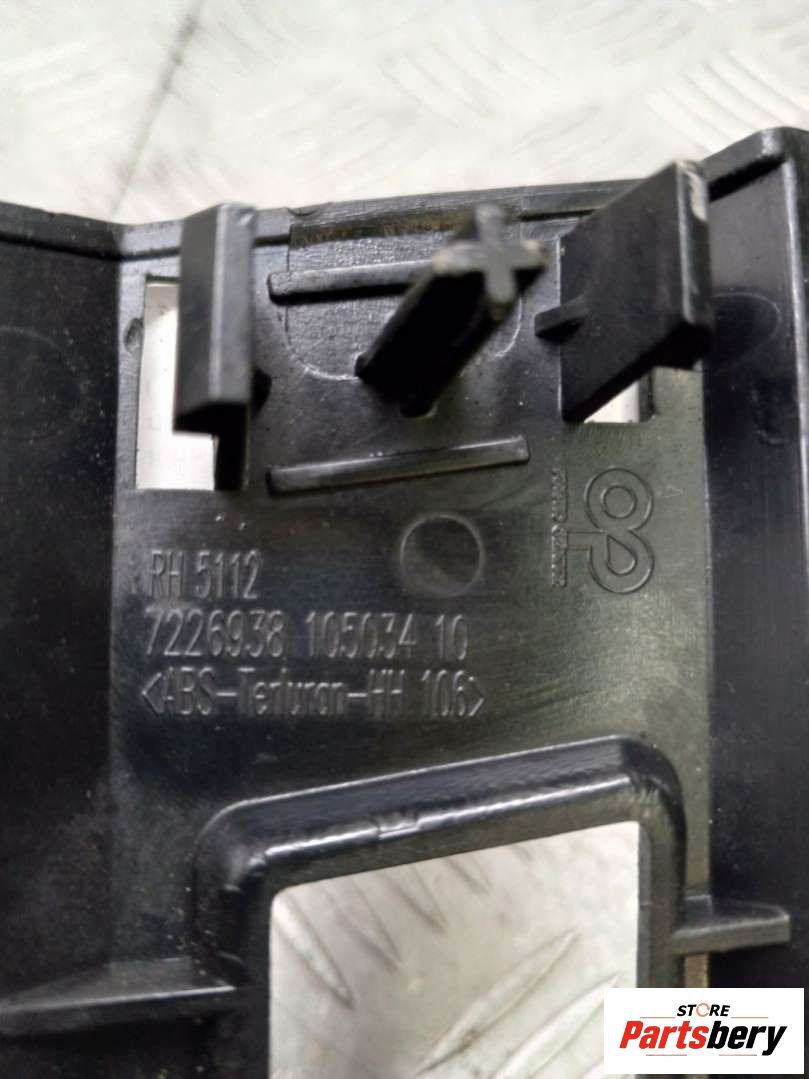 RH 5112
7226938 105034 10
<ABS-Terluran-HH 106>
STORE
Partsbery